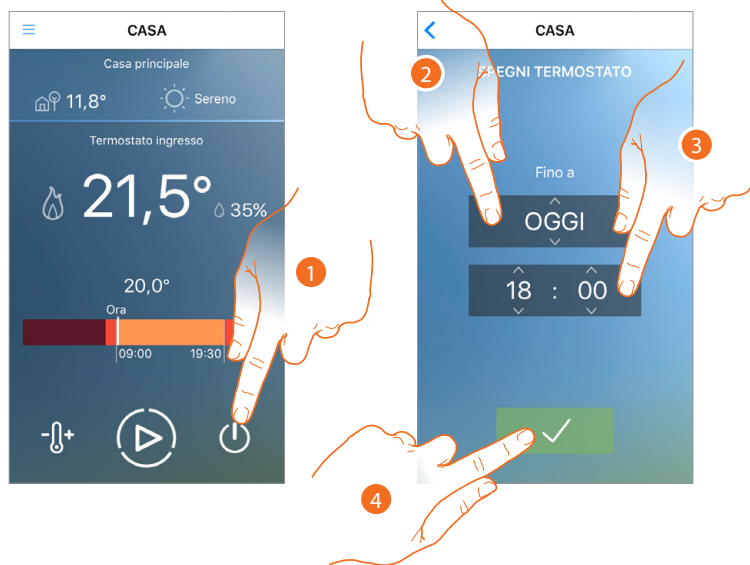 CASA
Casa principale
11,8°
Sereno
Termostato ingresso
21,5°
35%
20,0°
Ora
09:00
19:30
-
+
1
CASA
SPEGNI TERMOSTATO
2
3
Fino a
OGGI
18 : 00
4